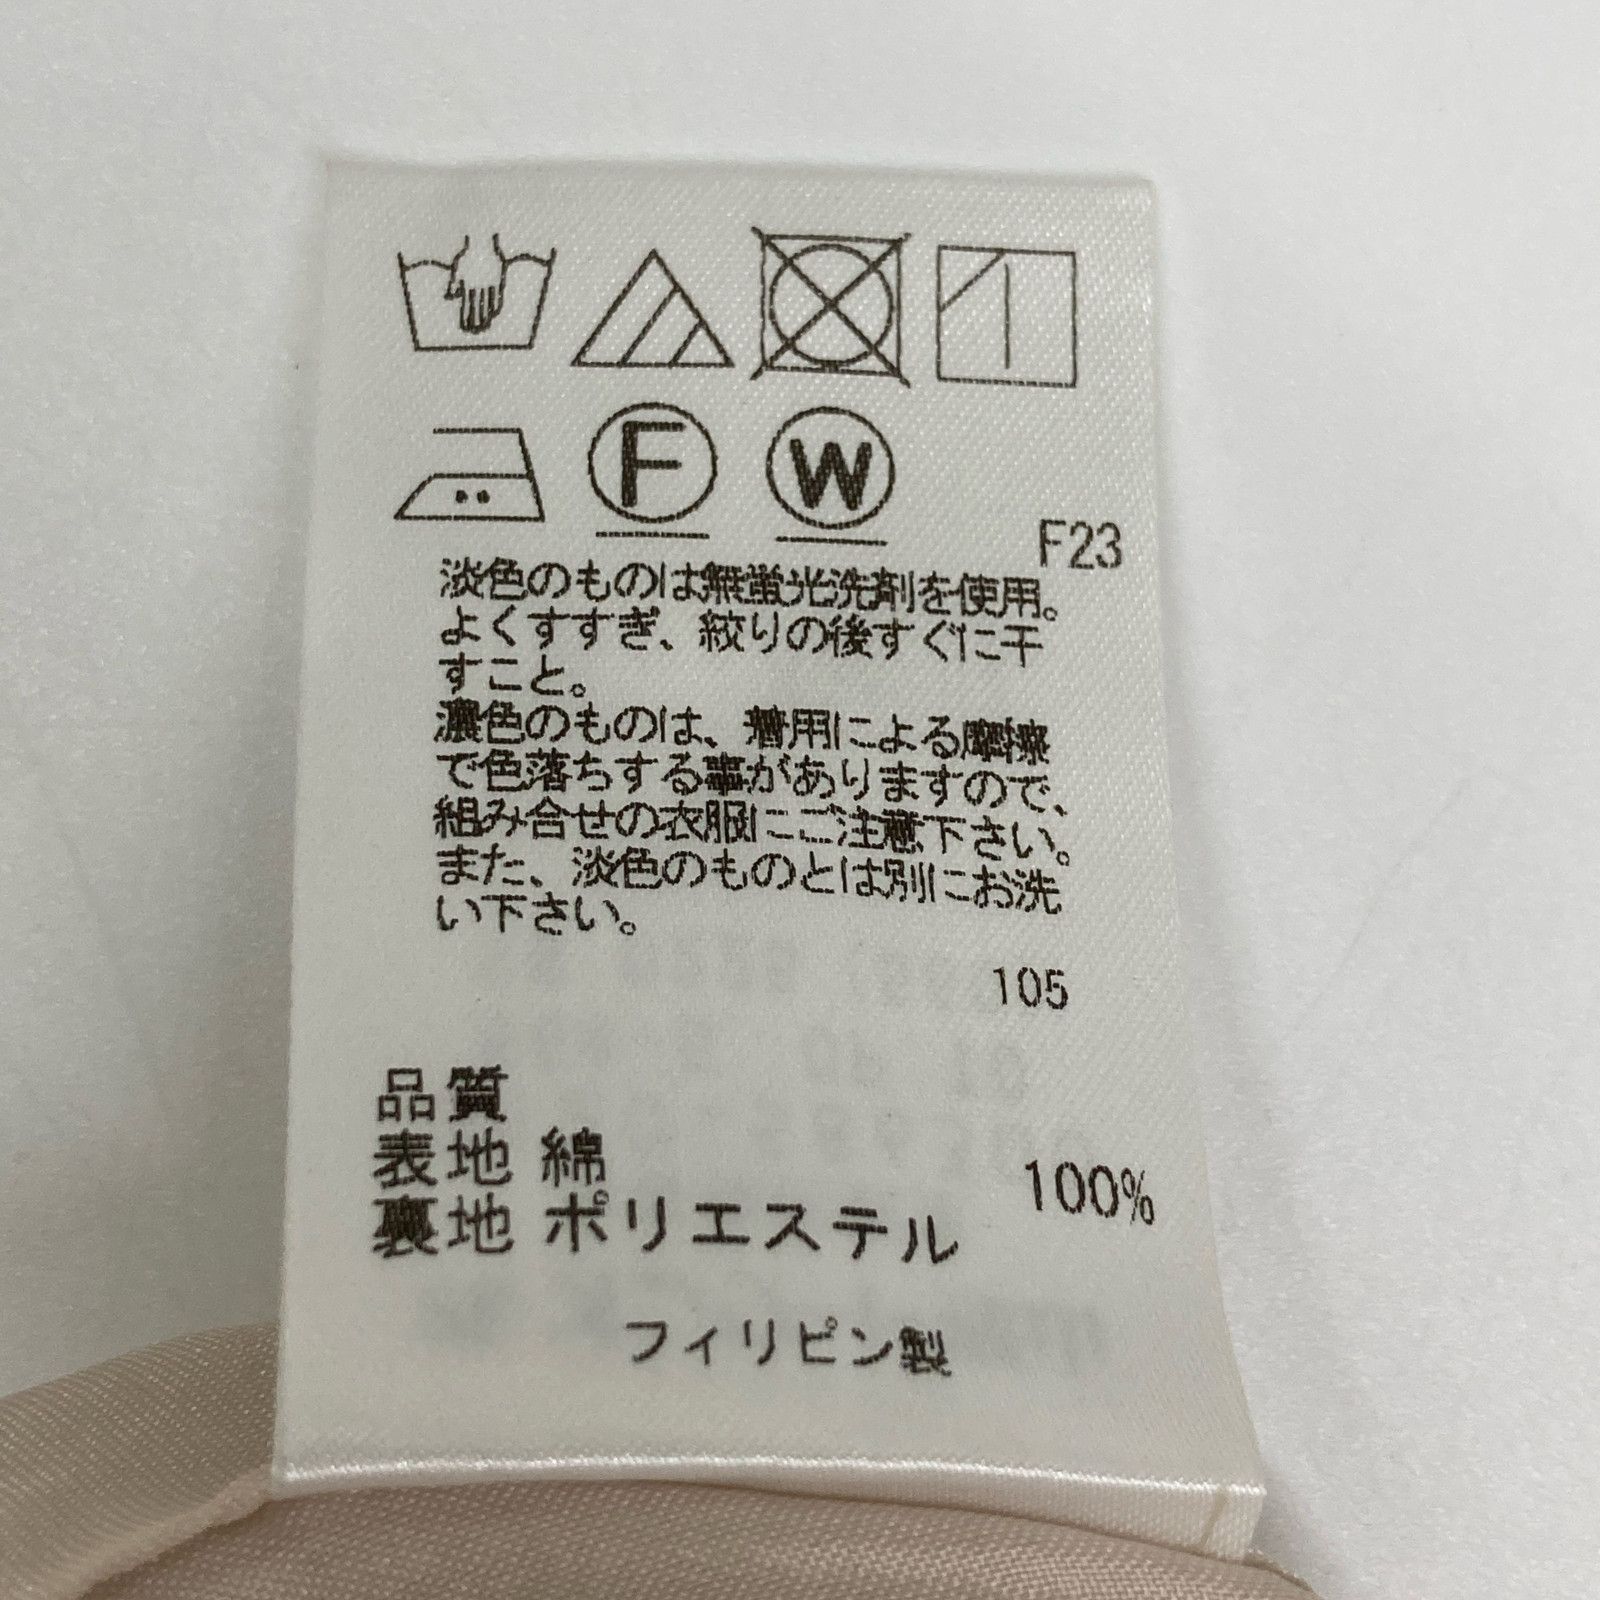 F
W
F23
淡色のものは無蛍光洗剤を使用。
よくすすぎ、絞りの後すぐに干
すこと。
濃色のものは、着用による摩擦
で色落ちする事がありますので、
組み合せの衣服にご注意下さい。
また、淡色のものとは別にお洗
い下さい。
105
品質
表地 綿 100%
裏地 ポリエステル
フィリピン製